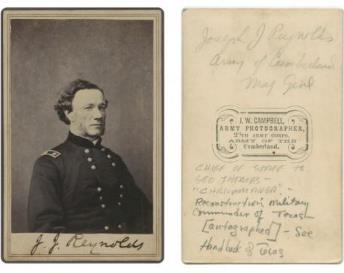 J. J. Reynolds
Joseph J Reynolds
Army of Cumberland
Maj Genl
J. W. CAMPBELL,
ARMY PHOTOGRAPHER,
ARMY CORPS,
ARMY OF THE
Cumberland.
CHIEF OF STAFF TO
GEO THOMAS -
"CHICKAMAUGA" -
Reconstruction military
Commander of Texas
[autographed] - See
Handbook of Texas